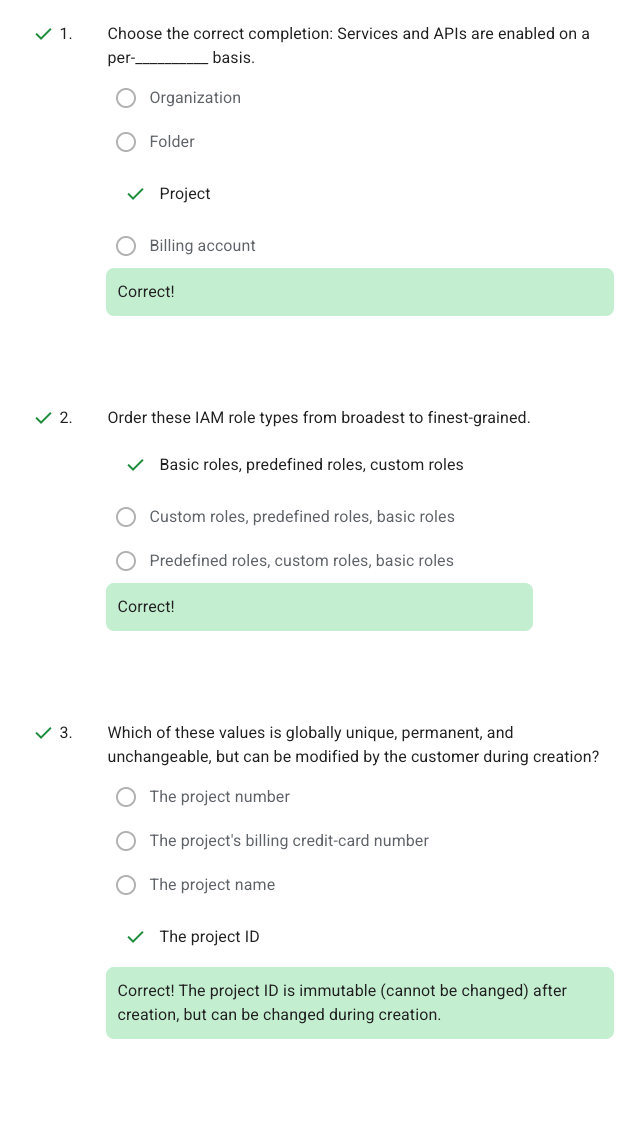 1. Choose the correct completion: Services and APIs are enabled on a
per-__________ basis.
Organization
Folder
Project
Billing account
Correct!
2. Order these IAM role types from broadest to finest-grained.
Basic roles, predefined roles, custom roles
Custom roles, predefined roles, basic roles
Predefined roles, custom roles, basic roles
Correct!
3. Which of these values is globally unique, permanent, and
unchangeable, but can be modified by the customer during creation?
The project number
The project's billing credit-card number
The project name
The project ID
Correct! The project ID is immutable (cannot be changed) after
creation, but can be changed during creation.